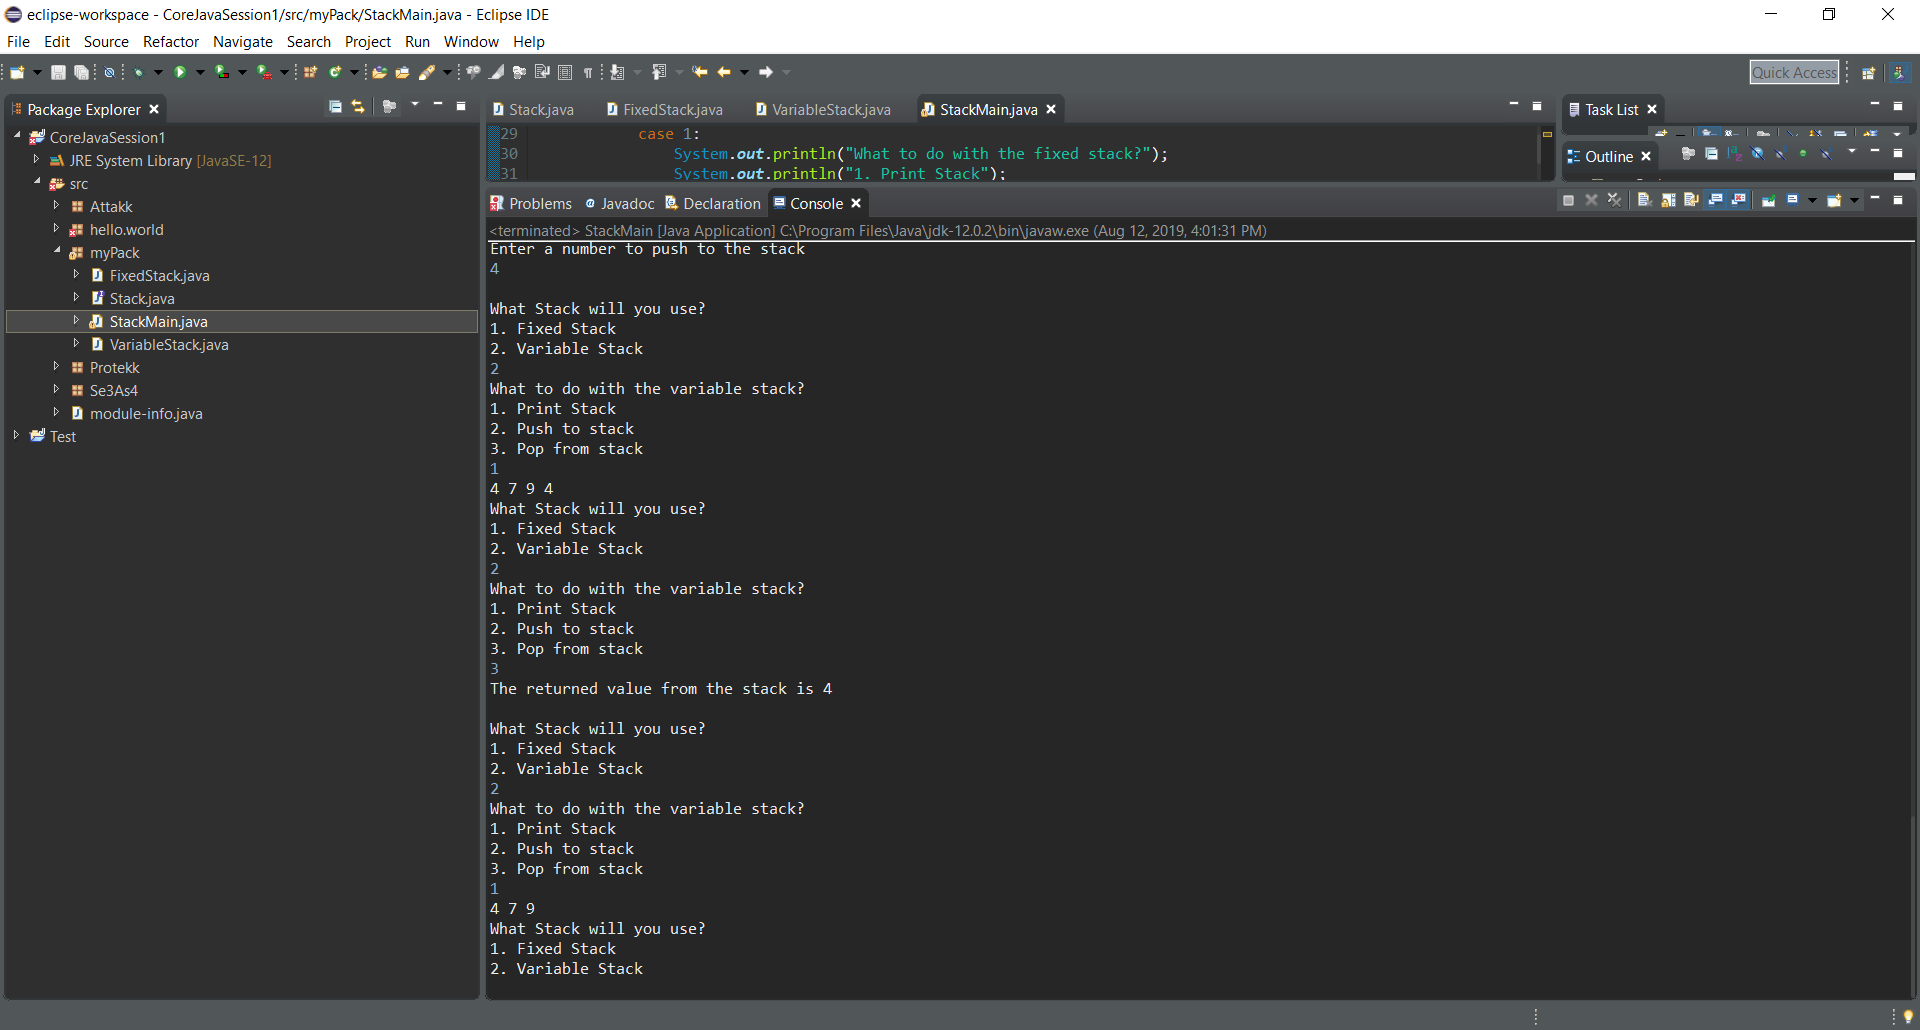 eclipse-workspace - CoreJavaSession1/src/myPack/StackMain.java - Eclipse IDE
File Edit Source Refactor Navigate Search Project Run Window Help
Quick Access
Package Explorer
CoreJavaSession1
JRE System Library [JavaSE-12]
src
Attakk
hello.world
myPack
FixedStack.java
Stack.java
StackMain.java
VariableStack.java
Protekk
Se3As4
module-info.java
Test
Stack.java FixedStack.java VariableStack.java StackMain.java
29 case 1:
30 System.out.println("What to do with the fixed stack?");
31 System.out.println("1. Print Stack");
Task List
Outline
Problems Javadoc Declaration Console
<terminated> StackMain [Java Application] C:\Program Files\Java\jdk-12.0.2\bin\javaw.exe (Aug 12, 2019, 4:01:31 PM)
Enter a number to push to the stack
4
What Stack will you use?
1. Fixed Stack
2. Variable Stack
2
What to do with the variable stack?
1. Print Stack
2. Push to stack
3. Pop from stack
1
4 7 9 4
What Stack will you use?
1. Fixed Stack
2. Variable Stack
2
What to do with the variable stack?
1. Print Stack
2. Push to stack
3. Pop from stack
3
The returned value from the stack is 4
What Stack will you use?
1. Fixed Stack
2. Variable Stack
2
What to do with the variable stack?
1. Print Stack
2. Push to stack
3. Pop from stack
1
4 7 9
What Stack will you use?
1. Fixed Stack
2. Variable Stack